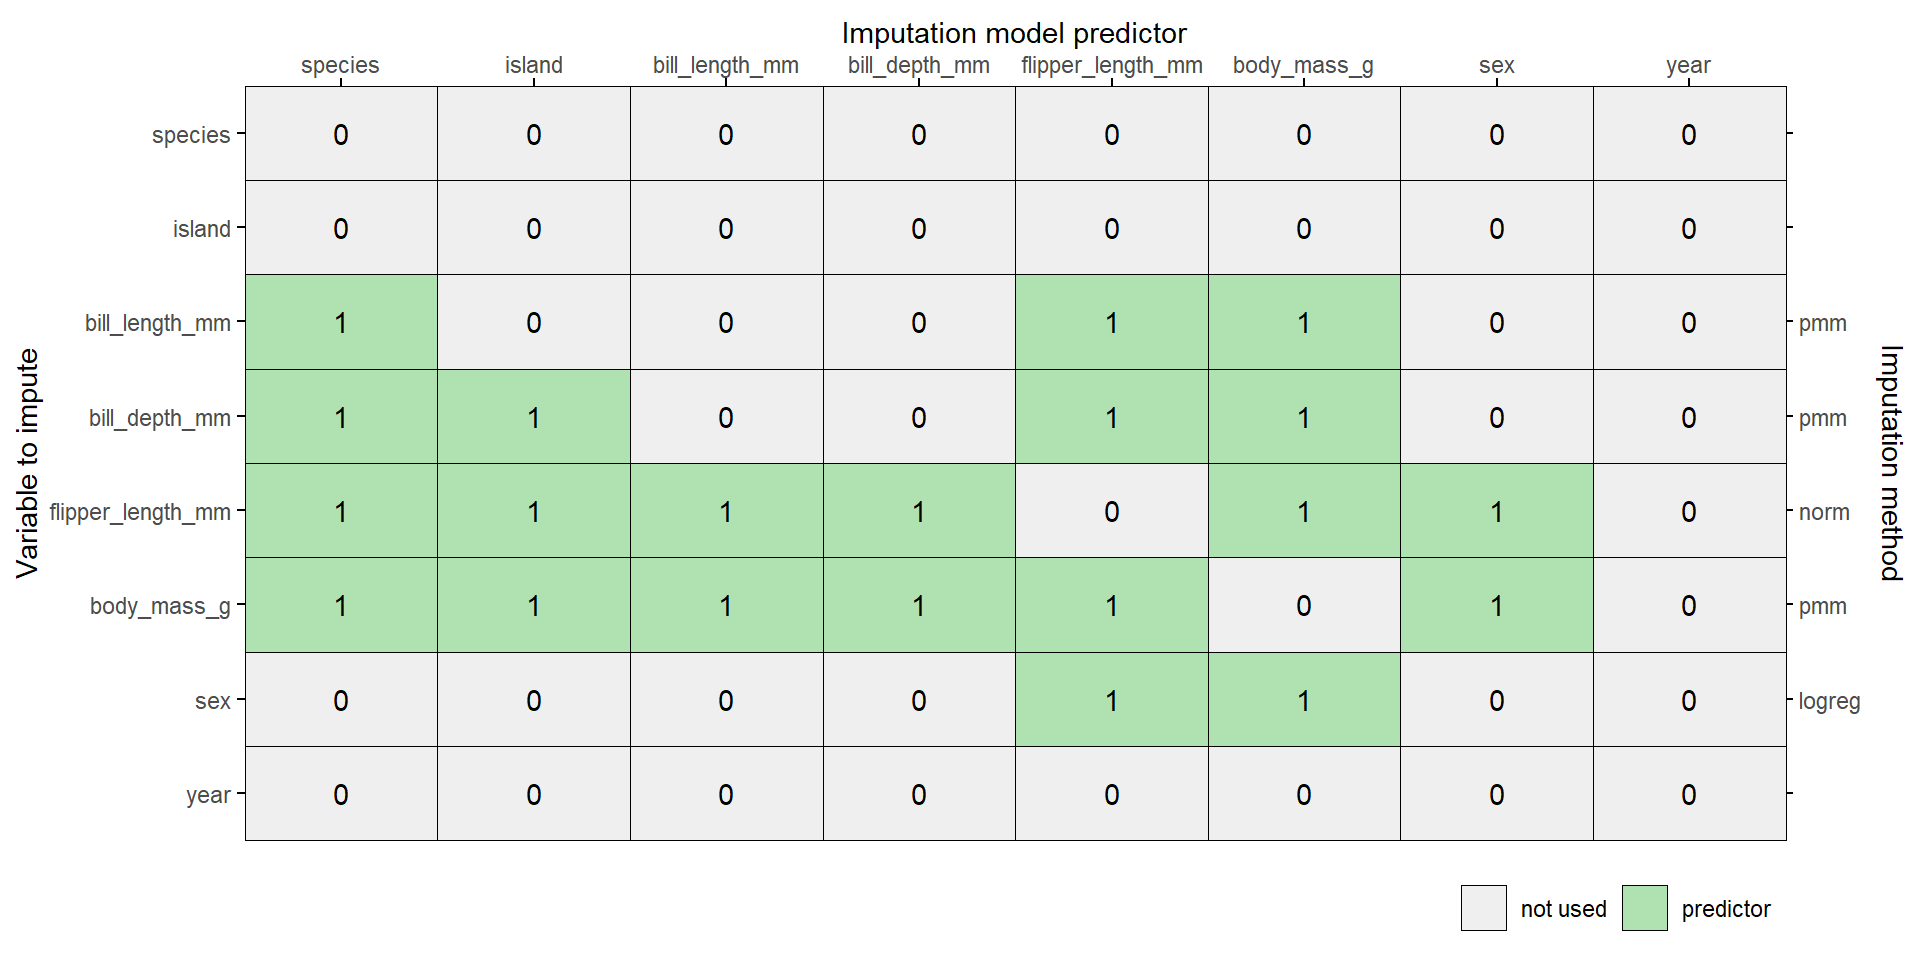 Imputation model predictor
species island bill_length_mm bill_depth_mm flipper_length_mm body_mass_g sex year
species 0 0 0 0 0 0 0 0
island 0 0 0 0 0 0 0 0
bill_length_mm 1 0 0 0 1 1 0 0 pmm
bill_depth_mm 1 1 0 0 1 1 0 0 pmm
flipper_length_mm 1 1 1 1 0 1 1 0 norm
body_mass_g 1 1 1 1 1 0 1 0 pmm
sex 0 0 0 0 1 1 0 0 logreg
year 0 0 0 0 0 0 0 0
Variable to impute
Imputation method
not used predictor